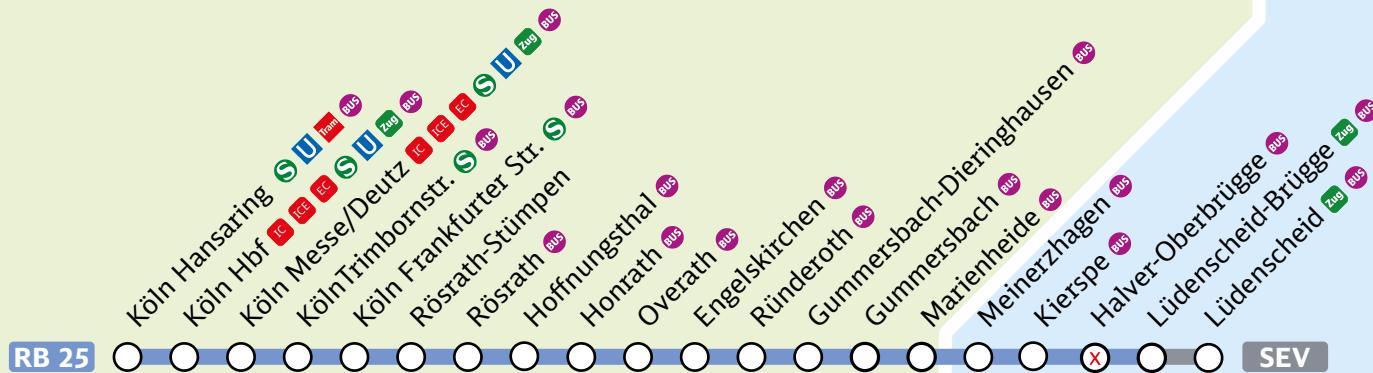 Köln Hansaring S U Tram BUS
Köln Hbf IC ICE EC S U Zug BUS
Köln Messe/Deutz IC ICE EC S U Zug BUS
KölnTrimbornstr. S BUS
Köln Frankfurter Str. S BUS
Rösrath-Stümpen
Rösrath BUS
Hoffnungsthal BUS
Honrath BUS
Overath BUS
Engelskirchen BUS
Ründeroth BUS
Gummersbach-Dieringhausen BUS
Gummersbach BUS
Marienheide BUS
Meinerzhagen BUS
Kierspe BUS
Halver-Oberbrügge BUS
Lüdenscheid-Brügge Zug BUS
Lüdenscheid Zug BUS
RB 25 X SEV